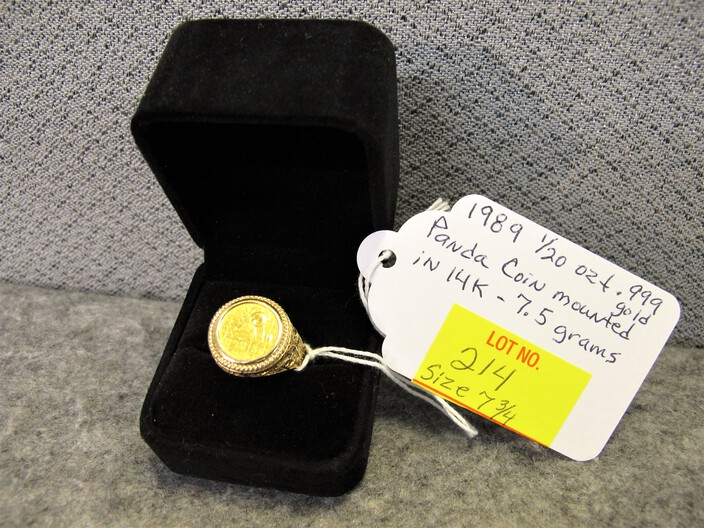 1989 1/20 ozt. .999
gold
Panda Coin mounted
in 14K - 7.5 grams
LOT NO.
214
Size 7 3/4